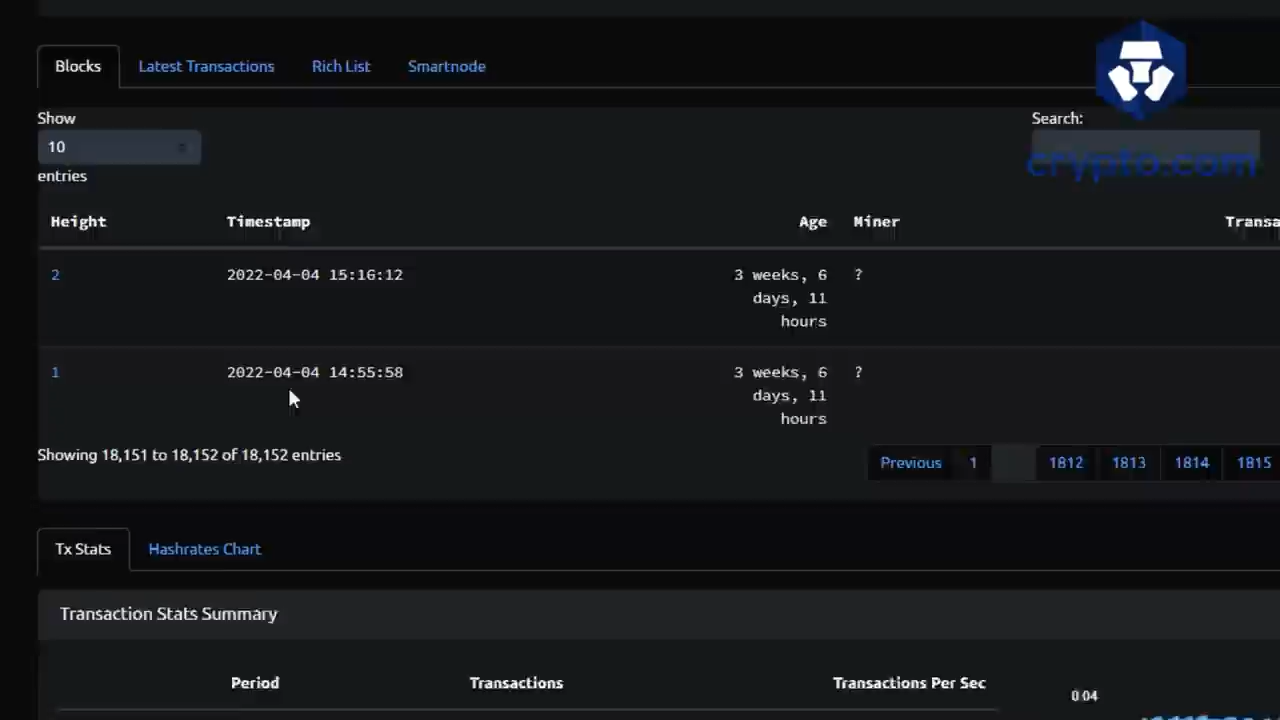 Blocks Latest Transactions Rich List Smartnode
Show
Search:
10
crypto.com
entries
Height Timestamp Age Miner Transa
2 2022-04-04 15:16:12 3 weeks, 6 ?
days, 11
hours
1 2022-04-04 14:55:58 3 weeks, 6 ?
days, 11
hours
Showing 18,151 to 18,152 of 18,152 entries
Previous 1 1812 1813 1814 1815
Tx Stats Hashrates Chart
Transaction Stats Summary
Period Transactions Transactions Per Sec
0.04